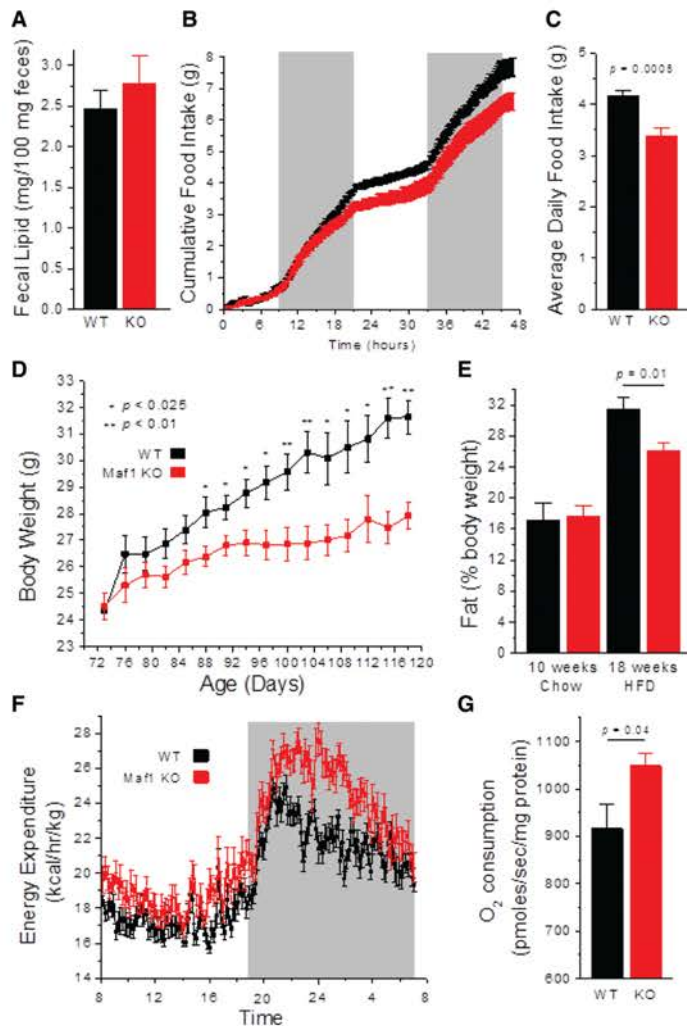 A
Fecal Lipid (mg/100 mg feces)
3.0
2.5
2.0
1.5
1.0
0.5
0.0
WT KO
B
Cumulative Food Intake (g)
8
7
6
5
4
3
2
1
0
0 6 12 18 24 30 36 42 48
Time (hours)
C
Average Daily Food Intake (g)
5
4
3
2
1
0
p = 0.0005
WT KO
D
Body Weight (g)
33
32
31
30
29
28
27
26
25
24
23
* p < 0.025
** p < 0.01
WT
Maf1 KO
* * * * * ** ** * * * ** **
72 76 80 84 88 92 96 100 104 108 112 116 120
Age (Days)
E
Fat (% body weight)
32
28
24
20
16
12
8
4
0
p = 0.01
10 weeks 18 weeks
Chow HFD
F
Energy Expenditure
(kcal/hr/kg)
28
26
24
22
20
18
16
14
WT
Maf1 KO
8 12 16 20 24 4 8
Time
G
O2 consumption
(pmoles/sec/mg protein)
1100
1000
900
800
700
600
p = 0.04
WT KO